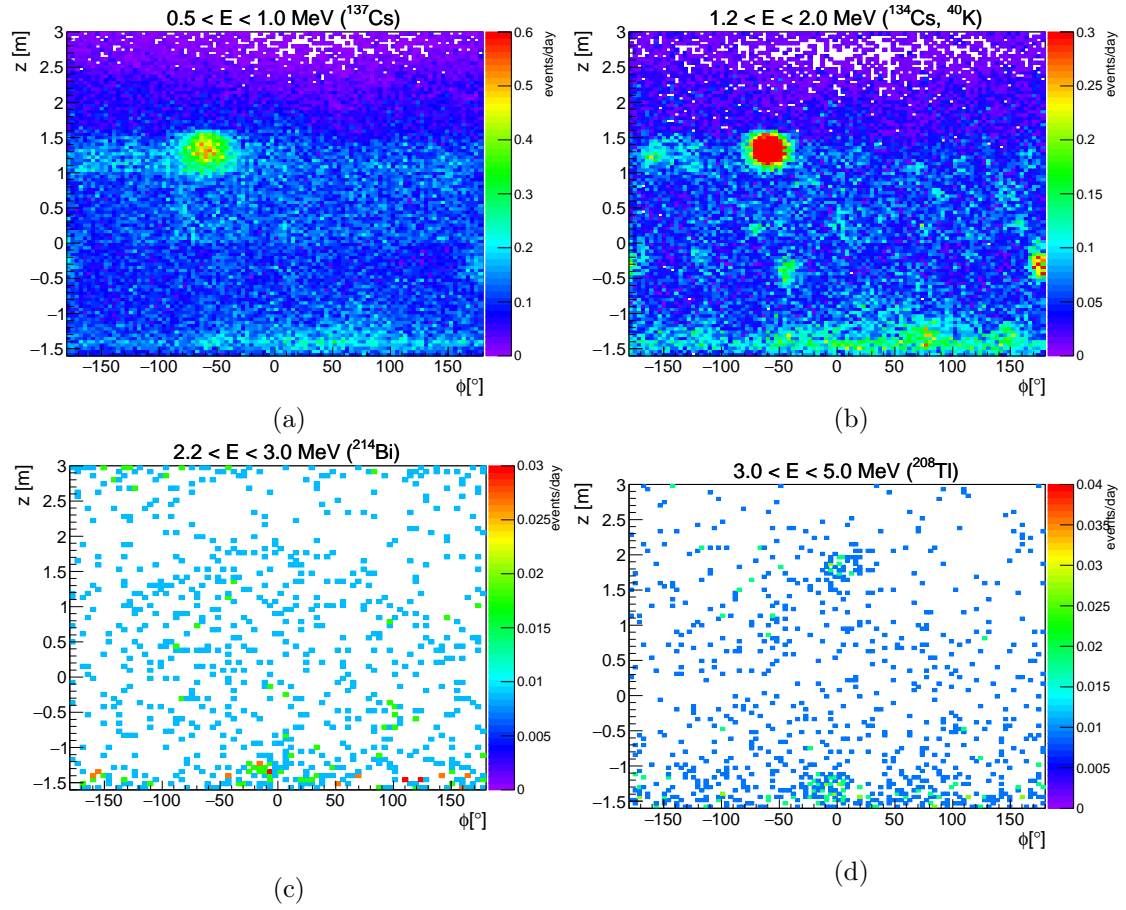 0.5 < E < 1.0 MeV (¹³⁷Cs)
z [m]
3
2.5
2
1.5
1
0.5
0
−0.5
−1
−1.5
−150 −100 −50 0 50 100 150
ϕ[°]
0.6
0.5
0.4
0.3
0.2
0.1
0
events/day
(a)
1.2 < E < 2.0 MeV (¹³⁴Cs, ⁴⁰K)
z [m]
3
2.5
2
1.5
1
0.5
0
−0.5
−1
−1.5
−150 −100 −50 0 50 100 150
ϕ[°]
0.3
0.25
0.2
0.15
0.1
0.05
0
events/day
(b)
2.2 < E < 3.0 MeV (²¹⁴Bi)
z [m]
3
2.5
2
1.5
1
0.5
0
−0.5
−1
−1.5
−150 −100 −50 0 50 100 150
ϕ[°]
0.03
0.025
0.02
0.015
0.01
0.005
0
events/day
(c)
3.0 < E < 5.0 MeV (²⁰⁸Tl)
z [m]
3
2.5
2
1.5
1
0.5
0
−0.5
−1
−1.5
−150 −100 −50 0 50 100 150
ϕ[°]
0.04
0.035
0.03
0.025
0.02
0.015
0.01
0.005
0
events/day
(d)